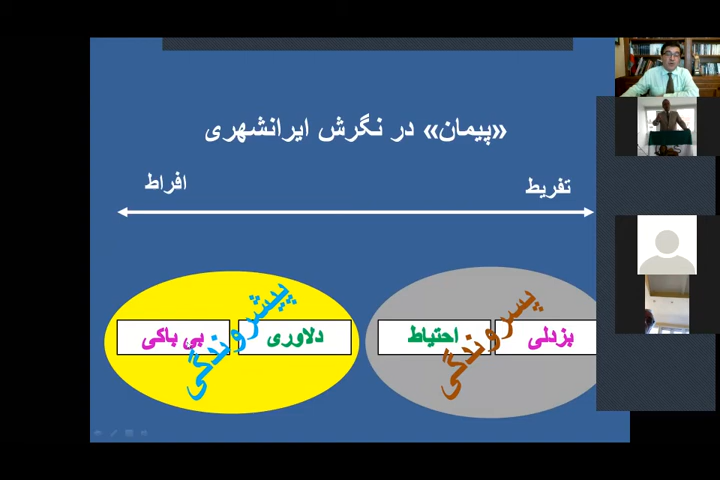 «پیمان» در نگرش ایرانشهری
تفریط
افراط
بزدلی
احتیاط
پسروندگی
دلاوری
بی باکی
پیشروندگی